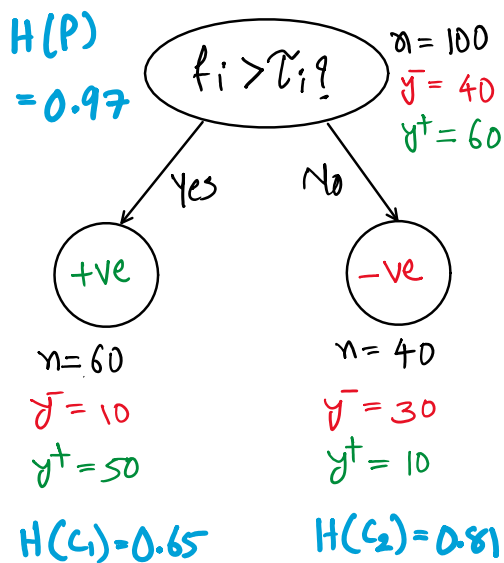 H(P)
= 0.97
fi > τi?
n = 100
y⁻ = 40
y⁺ = 60
Yes
No
+ve
-ve
n = 60
y⁻ = 10
y⁺ = 50
H(C₁) = 0.65
n = 40
y⁻ = 30
y⁺ = 10
H(C₂) = 0.81